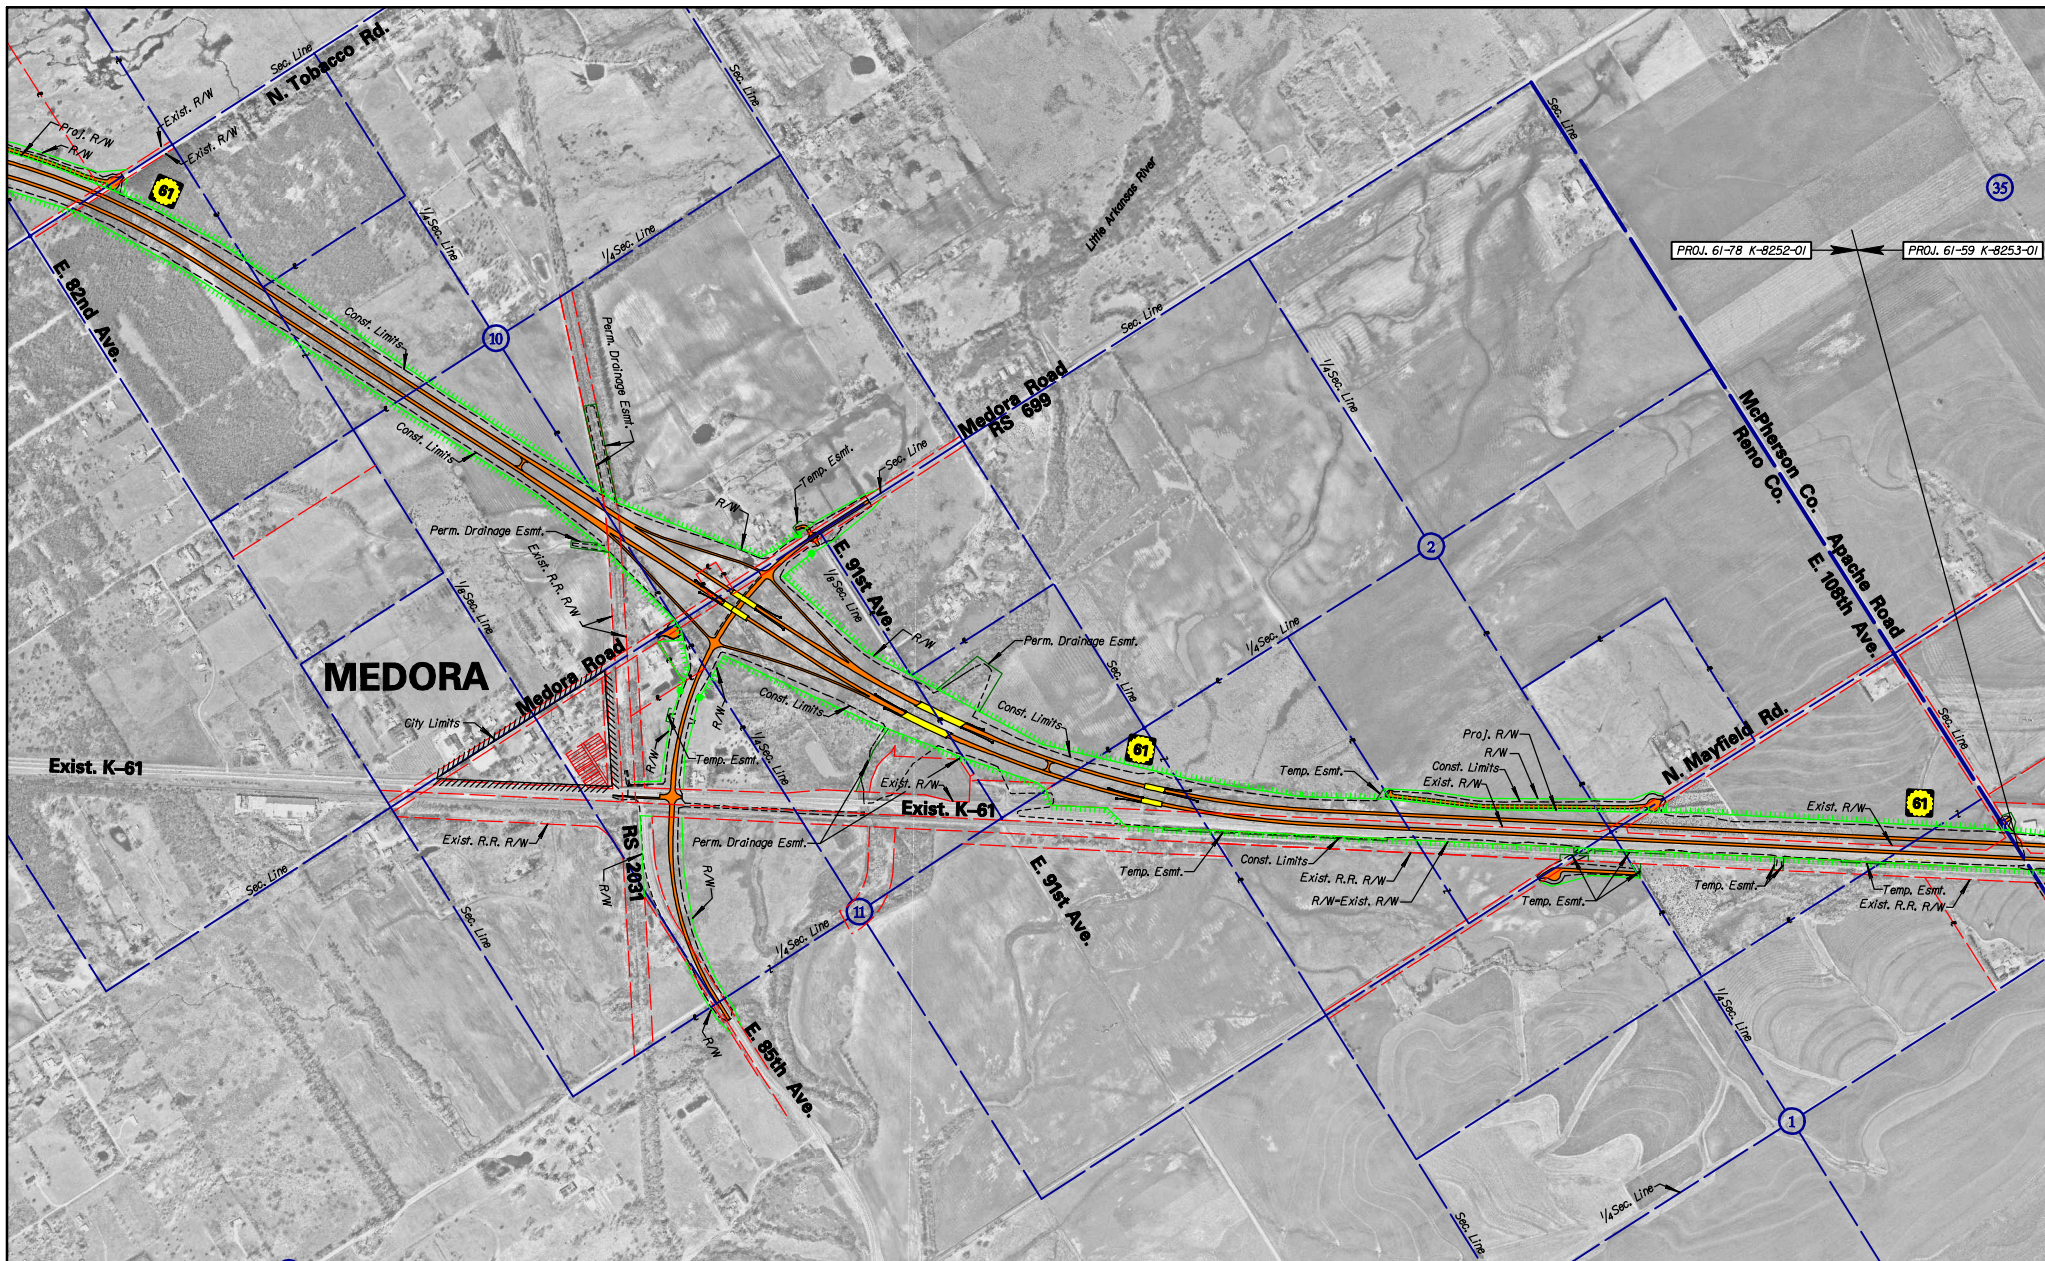 Sec. Line
N. Tobacco Rd.
Exist. R/W
Exist. R/W
Proj. R/W
R/W
61
E. 82nd Ave.
1/4 Sec. Line
1/4 Sec. Line
Sec. Line
Little Arkansas River
Sec. Line
35
PROJ. 61-78 K-8252-01
PROJ. 61-59 K-8253-01
Const. Limits
10
Perm. Drainage Esmt.
Sec. Line
Medora Road
RS 699
1/4 Sec. Line
McPherson Co.
Reno Co.
Const. Limits
Temp. Esmt.
Sec. Line
R/W
Perm. Drainage Esmt.
Exist. R.R. R/W
E. 91st Ave.
1/8 Sec. Line
2
Apache Road
E. 108th Ave.
1/8 Sec. Line
R/W
Perm. Drainage Esmt.
1/4 Sec. Line
Sec. Line
MEDORA
Medora Road
City Limits
Const. Limits
R/W
Const. Limits
1/4 Sec. Line
R/W
Temp. Esmt.
61
Proj. R/W
R/W
Const. Limits
Exist. R/W
N. Mayfield Rd.
Sec. Line
Temp. Esmt.
Exist. K-61
Exist. R/W
Exist. K-61
Exist. R/W
61
Exist. R.R. R/W
RS 2031
Perm. Drainage Esmt.
Sec. Line
R/W
R/W
E. 91st Ave.
Temp. Esmt.
Const. Limits
Exist. R.R. R/W
R/W-Exist. R/W
Temp. Esmt.
Temp. Esmt.
Temp. Esmt.
Exist. R.R. R/W
Sec. Line
1/4 Sec. Line
11
R/W
E. 85th Ave.
1/4 Sec. Line
1
1/4 Sec. Line
Sec. Line